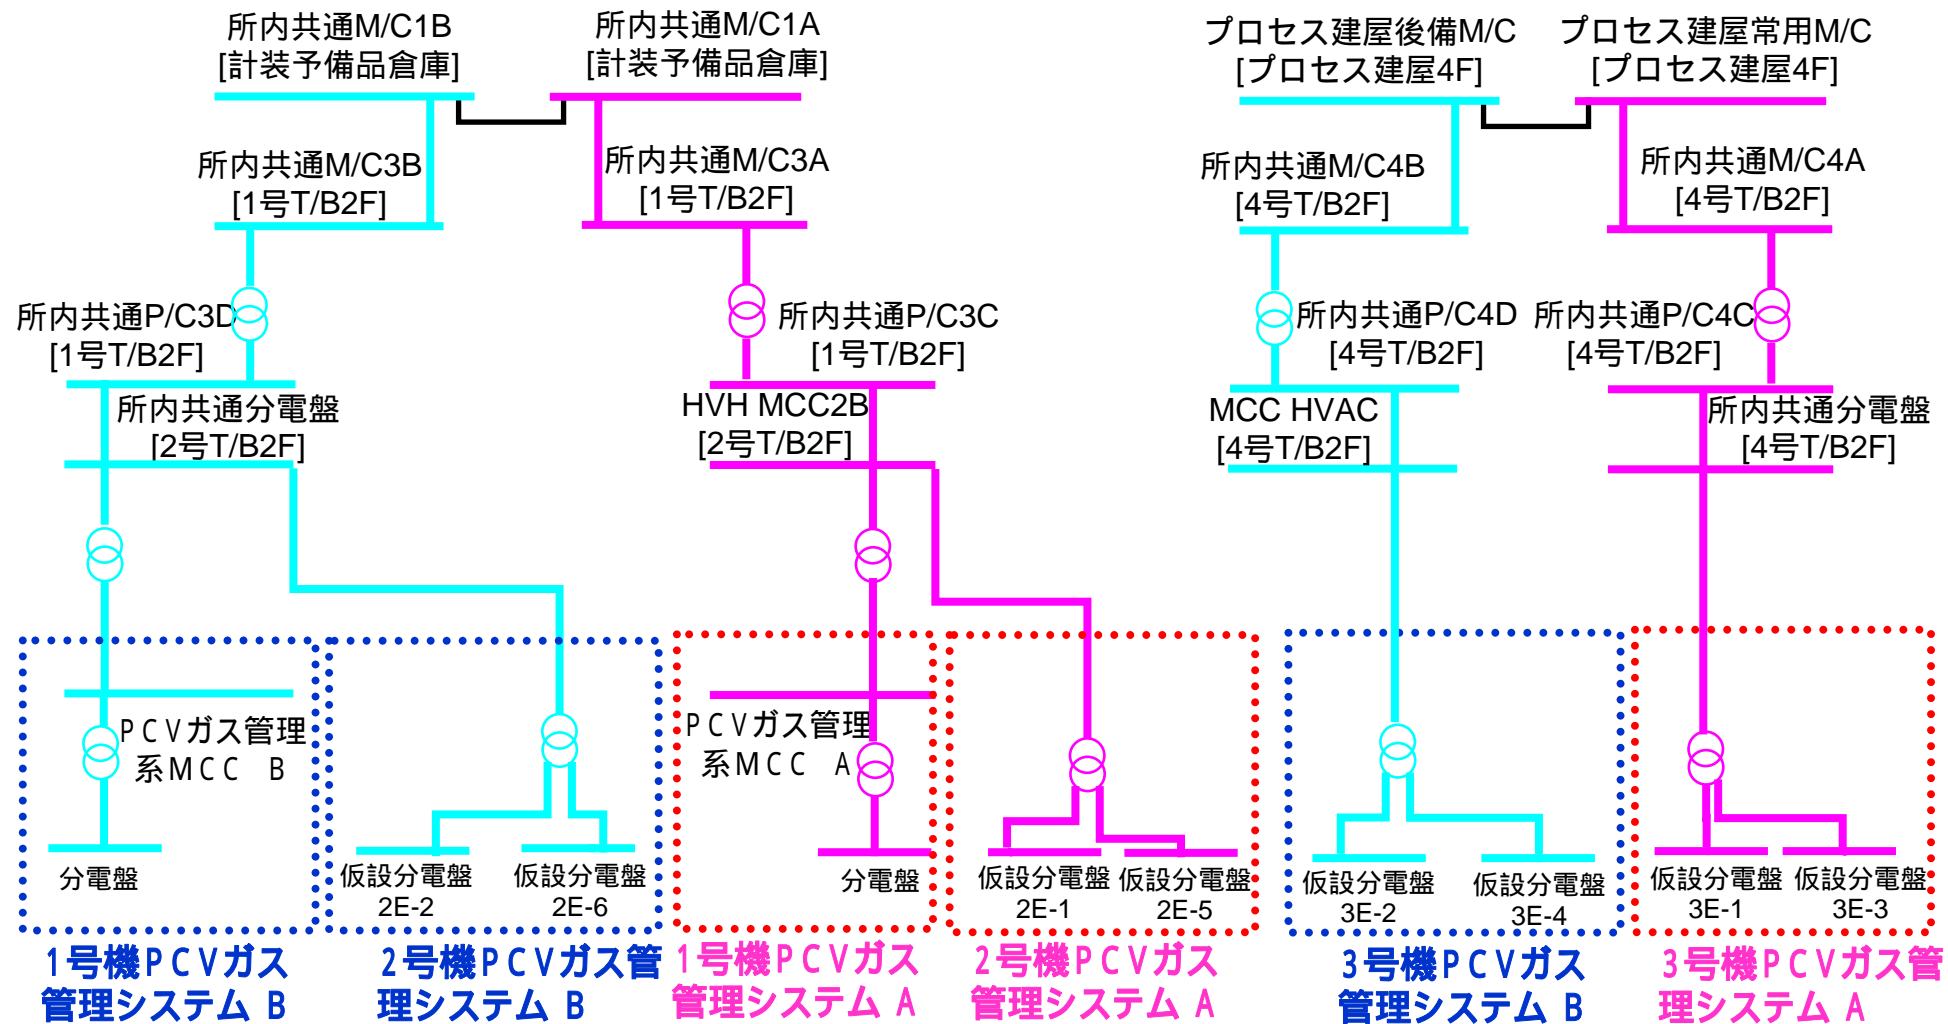 所内共通M/C1B
[計装予備品倉庫]
所内共通M/C1A
[計装予備品倉庫]
プロセス建屋後備M/C
[プロセス建屋4F]
プロセス建屋常用M/C
[プロセス建屋4F]
所内共通M/C3B
[1号T/B2F]
所内共通M/C3A
[1号T/B2F]
所内共通M/C4B
[4号T/B2F]
所内共通M/C4A
[4号T/B2F]
所内共通P/C3D
[1号T/B2F]
所内共通P/C3C
[1号T/B2F]
所内共通P/C4D
[4号T/B2F]
所内共通P/C4C
[4号T/B2F]
所内共通分電盤
[2号T/B2F]
HVH MCC2B
[2号T/B2F]
MCC HVAC
[4号T/B2F]
所内共通分電盤
[4号T/B2F]
PCVガス管理
系MCC B
PCVガス管理
系MCC A
分電盤
仮設分電盤
2E-2
仮設分電盤
2E-6
分電盤
仮設分電盤
2E-1
仮設分電盤
2E-5
仮設分電盤
3E-2
仮設分電盤
3E-4
仮設分電盤
3E-1
仮設分電盤
3E-3
1号機PCVガス
管理システム B
2号機PCVガス管
理システム B
1号機PCVガス
管理システム A
2号機PCVガス
管理システム A
3号機PCVガス
管理システム B
3号機PCVガス管
理システム A